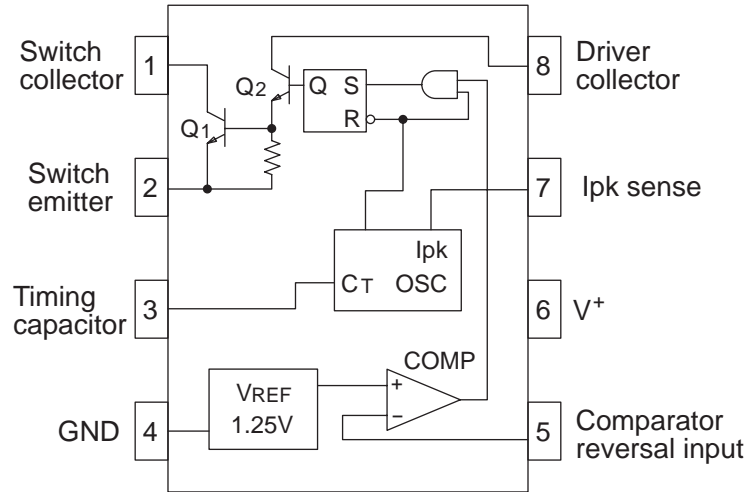 Switch
collector
1
8
Driver
collector
Q2
Q
S
R
Q1
Switch
emitter
2
7
Ipk sense
Ipk
CT
OSC
Timing
capacitor
3
6
V+
COMP
VREF
1.25V
+
−
GND
4
5
Comparator
reversal input